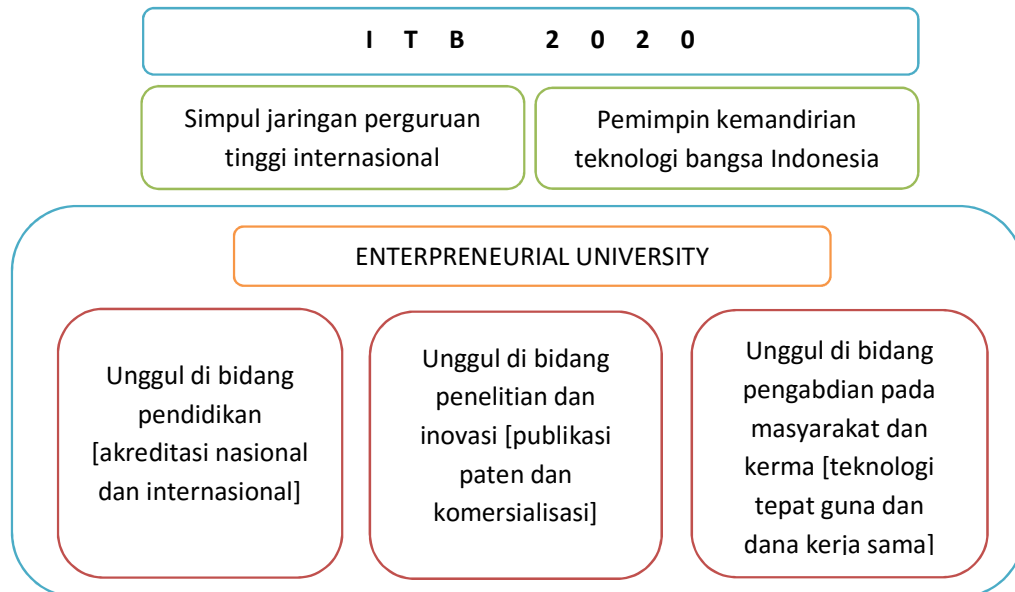 I T B 2 0 2 0
Simpul jaringan perguruan
tinggi internasional
Pemimpin kemandirian
teknologi bangsa Indonesia
ENTERPRENEURIAL UNIVERSITY
Unggul di bidang
pendidikan
[akreditasi nasional
dan internasional]
Unggul di bidang
penelitian dan
inovasi [publikasi
paten dan
komersialisasi]
Unggul di bidang
pengabdian pada
masyarakat dan
kerma [teknologi
tepat guna dan
dana kerja sama]